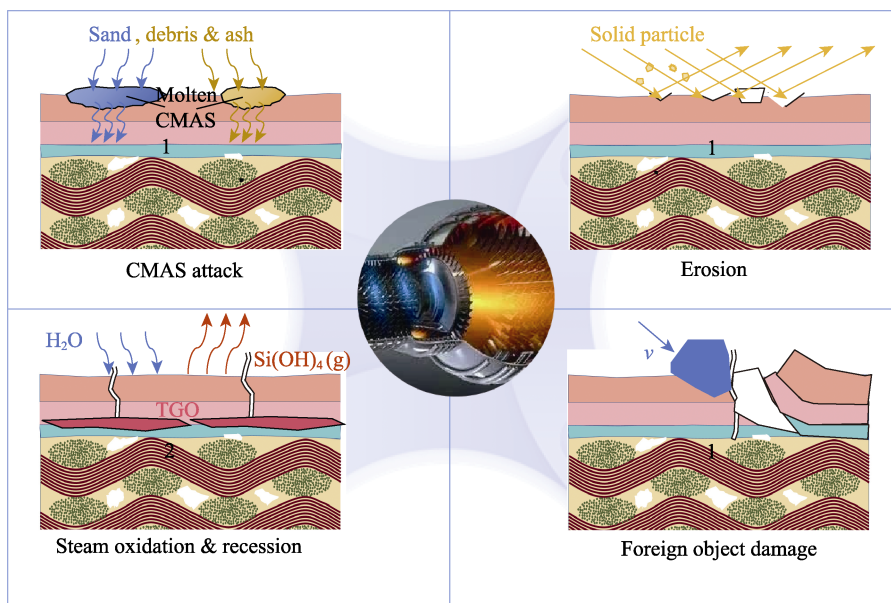 Sand, debris & ash
Molten
CMAS
1
CMAS attack
Solid particle
1
Erosion
H₂O
Si(OH)₄(g)
TGO
2
Steam oxidation & recession
v
1
Foreign object damage